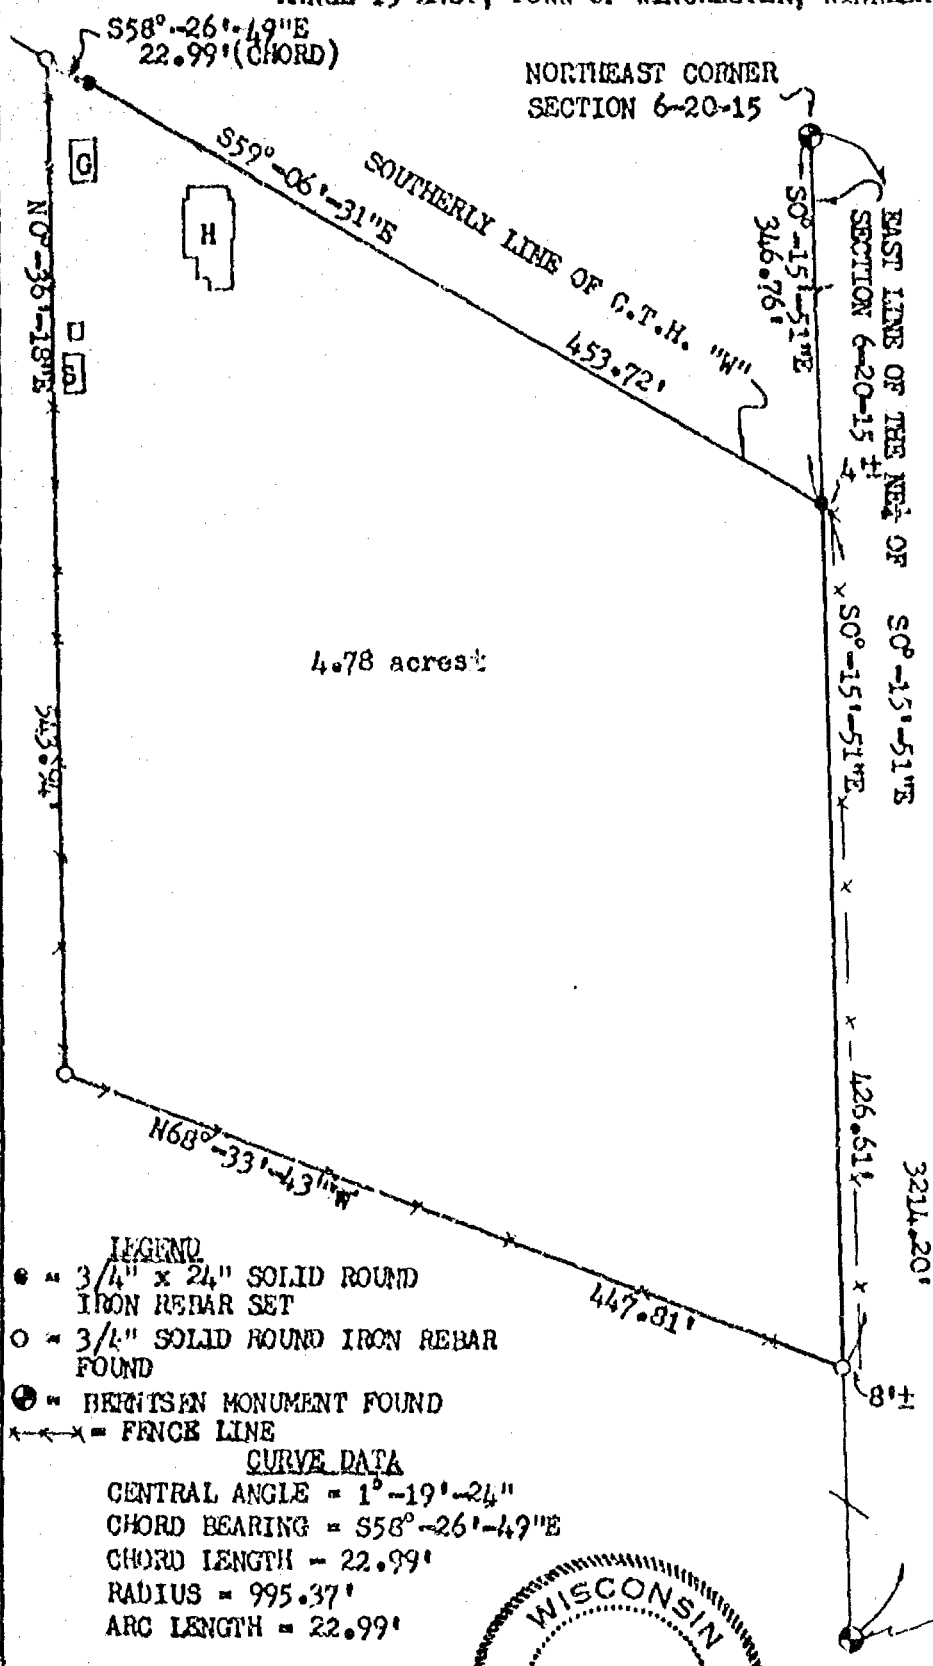 S58°-26'-49"E
22.99'(CHORD)
NORTHEAST CORNER
SECTION 6-20-15
S59°-06'-31"E
SOUTHERLY LINE OF C.T.H. "W"
453.72'
S0°-15'-51"E
346.76'
EAST LINE OF THE NE¼ OF
SECTION 6-20-15
S0°-15'-51"E
G
H
N0°-36'-18"E
S
4.78 acres±
S0°-15'-51"E
426.61'
3214.20'
N68°-33'-43"W
447.81'
8'±
LEGEND
= 3/4" x 24" SOLID ROUND
IRON REBAR SET
= 3/4" SOLID ROUND IRON REBAR
FOUND
= BERNTSEN MONUMENT FOUND
x-x-x = FENCE LINE
CURVE DATA
CENTRAL ANGLE = 1°-19'-24"
CHORD BEARING = S58°-26'-49"E
CHORD LENGTH = 22.99'
RADIUS = 995.37'
ARC LENGTH = 22.99'
WISCONSIN